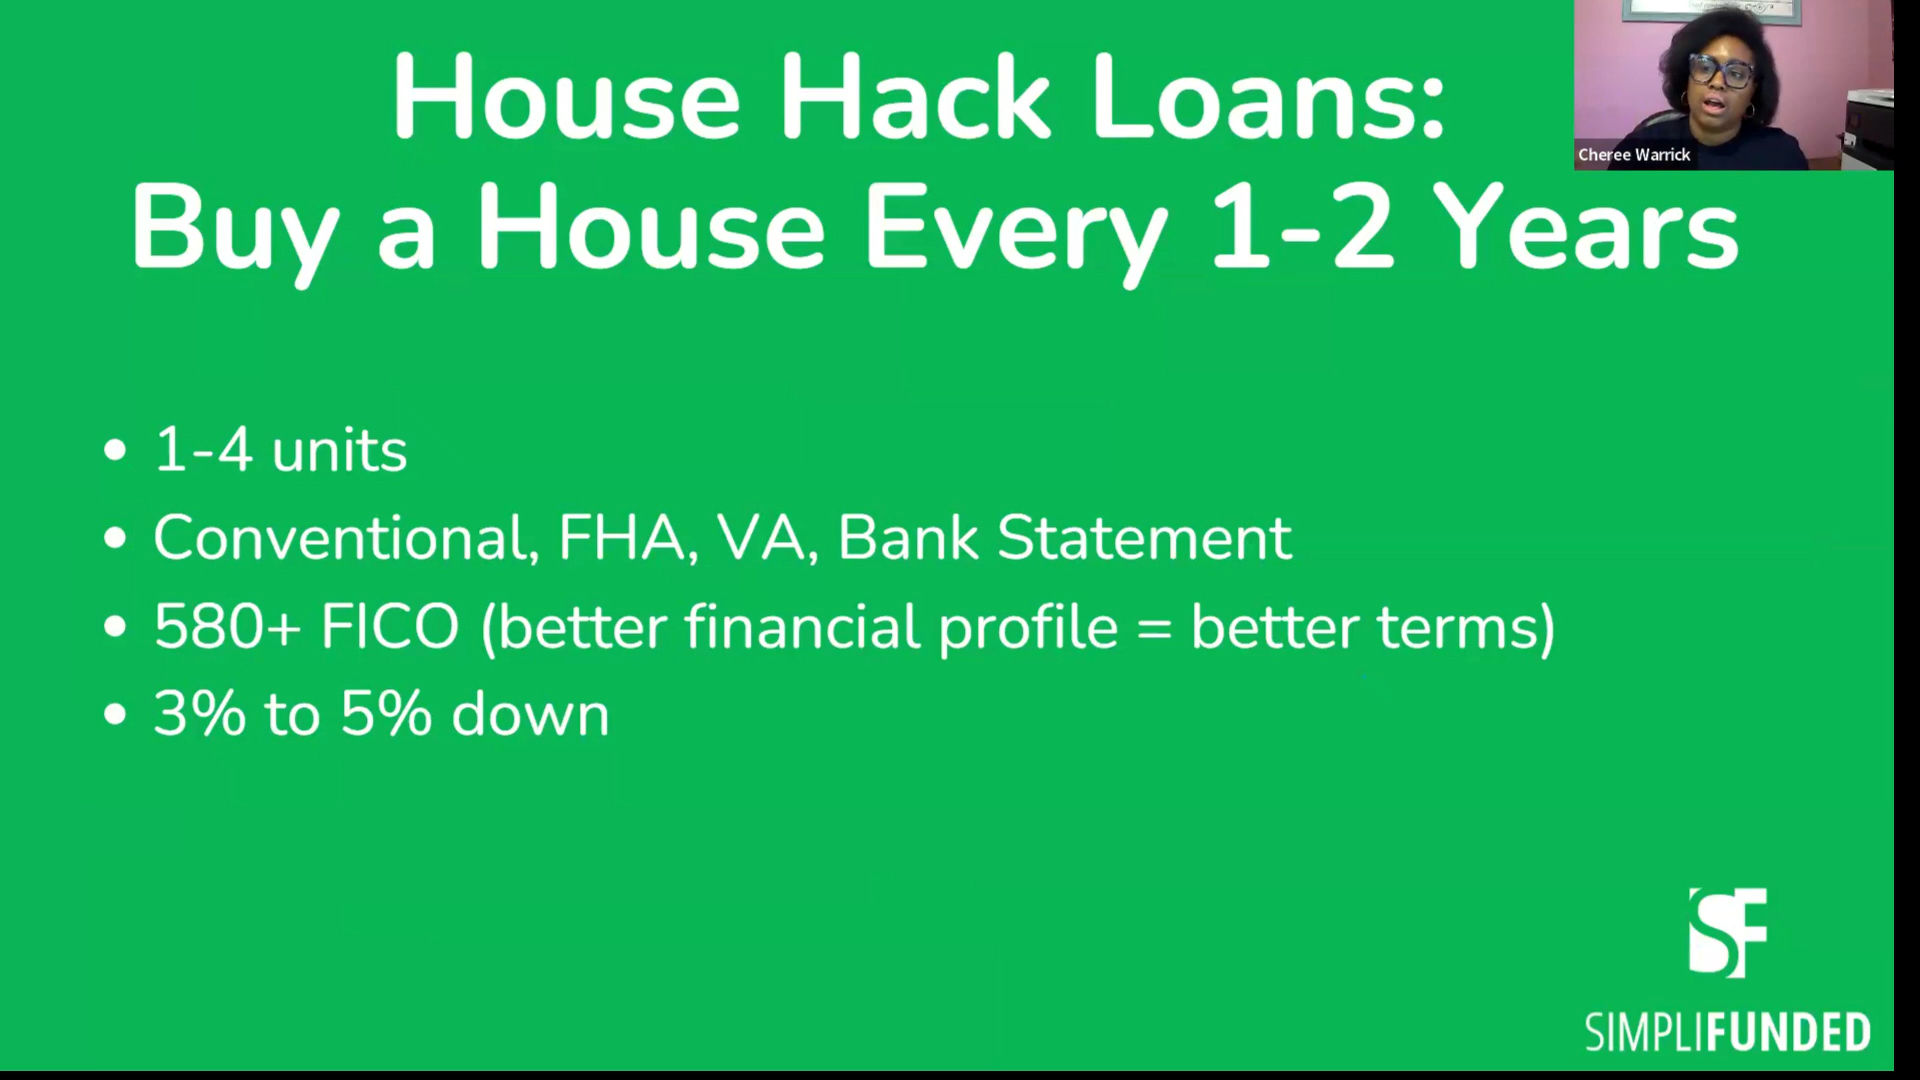 House Hack Loans:
Buy a House Every 1-2 Years
Cheree Warrick
• 1-4 units
• Conventional, FHA, VA, Bank Statement
• 580+ FICO (better financial profile = better terms)
• 3% to 5% down
SF
SIMPLIFUNDED